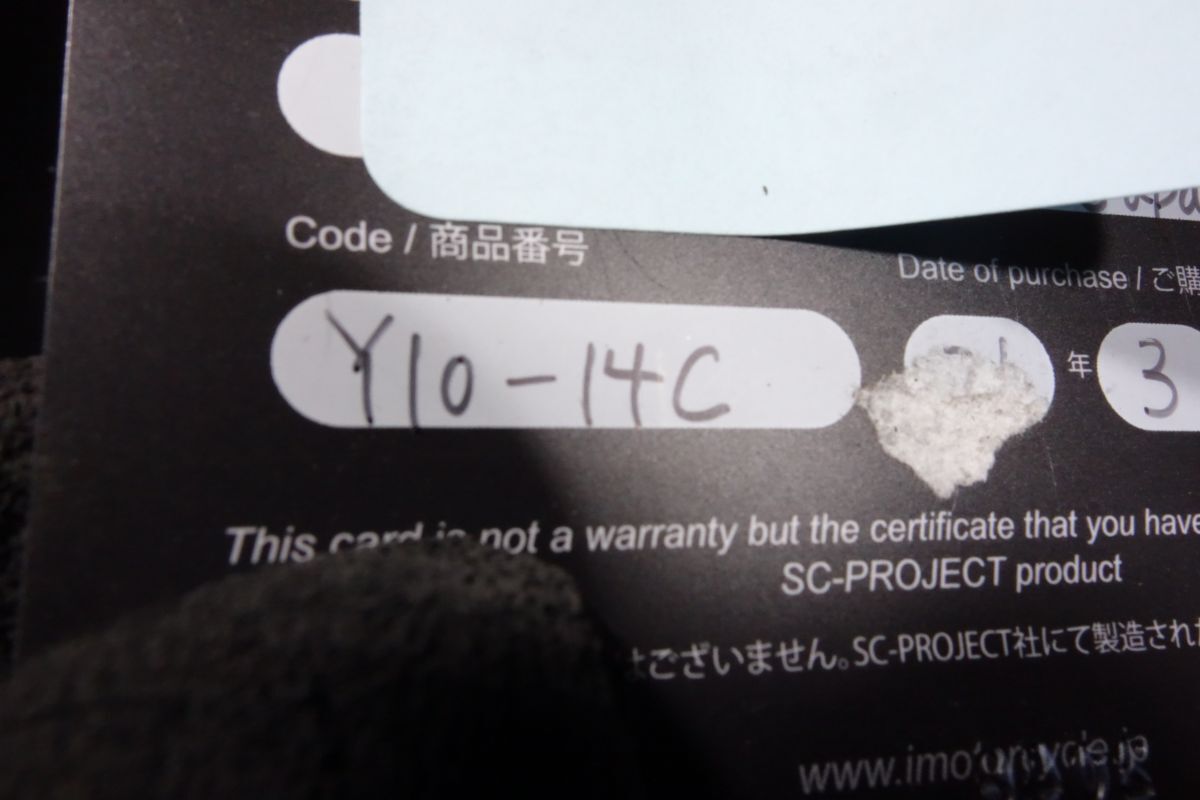 Code / 商品番号
Date of purchase / ご購
Y10-14C
年 3
This card is not a warranty but the certificate that you have
SC-PROJECT product
はございません。SC-PROJECT社にて製造され